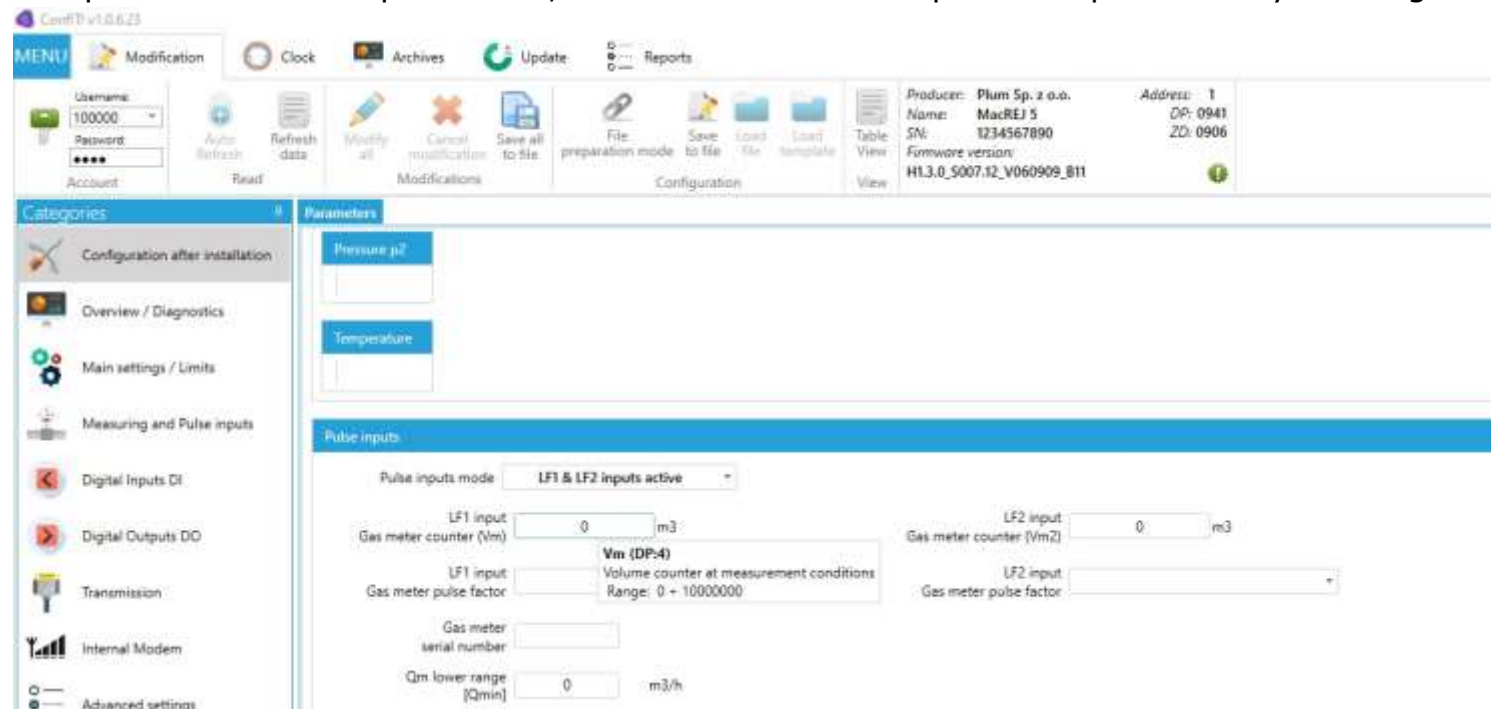 ConfIT! v1.0.6.23
MENU Modification Clock Archives Update Reports
Username
100000
Password
••••
Account
Auto Refresh
Refresh data
Read
Modify all
Cancel modification
Save all to file
Modifications
File preparation mode
Save to file
Load file
Load template
Configuration
Table View
View
Producer: Plum Sp. z o.o. Address: 1
Name: MacREJ 5 DP: 0941
SN: 1234567890 ZD: 0906
Firmware version:
H1.3.0_S007.12_V060909_B11
Categories
Configuration after installation
Overview / Diagnostics
Main settings / Limits
Measuring and Pulse inputs
Digital Inputs DI
Digital Outputs DO
Transmission
Internal Modem
Advanced settings
Parameters
Pressure p2
Temperature
Pulse inputs
Pulse inputs mode LF1 & LF2 inputs active
LF1 input
Gas meter counter (Vm) 0 m3
LF2 input
Gas meter counter (Vm2) 0 m3
Vm (DP:4)
Volume counter at measurement conditions
Range: 0 ÷ 10000000
LF1 input
Gas meter pulse factor
LF2 input
Gas meter pulse factor
Gas meter
serial number
Qm lower range
[Qmin] 0 m3/h